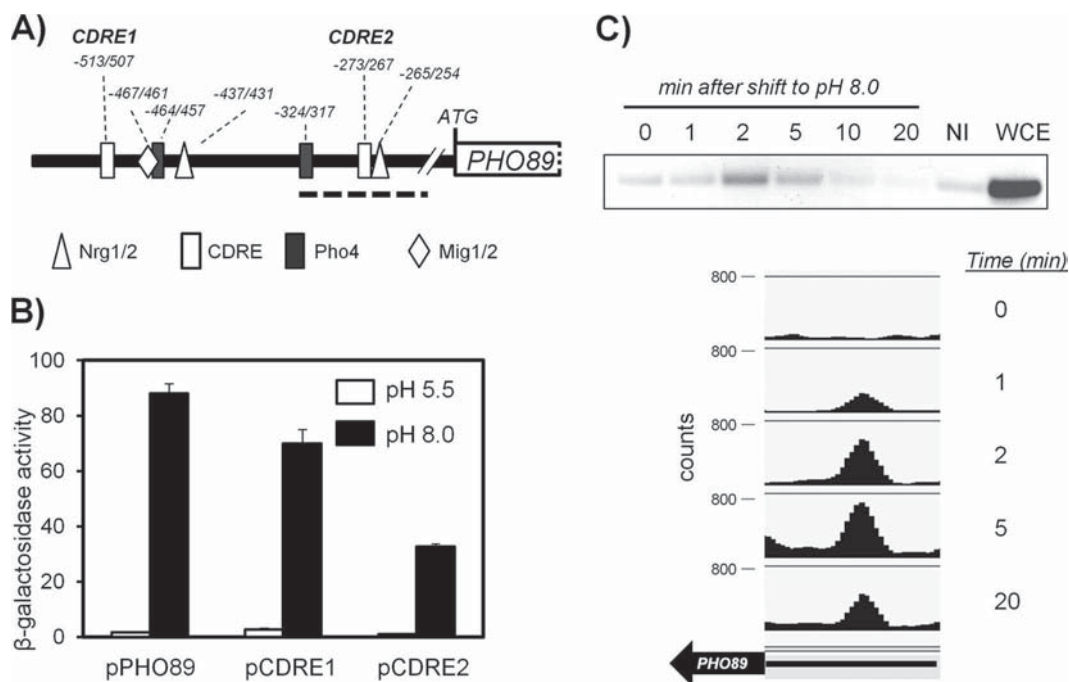 A)
CDRE1
-513/507
-467/461
-464/457
-437/431
-324/317
CDRE2
-273/267
-265/254
ATG
PHO89
Nrg1/2
CDRE
Pho4
Mig1/2
B)
β-galactosidase activity
100
80
60
40
20
0
pH 5.5
pH 8.0
pPHO89
pCDRE1
pCDRE2
C)
min after shift to pH 8.0
0 1 2 5 10 20 NI WCE
Time (min)
counts
800
0
800
1
800
2
800
5
800
20
PHO89